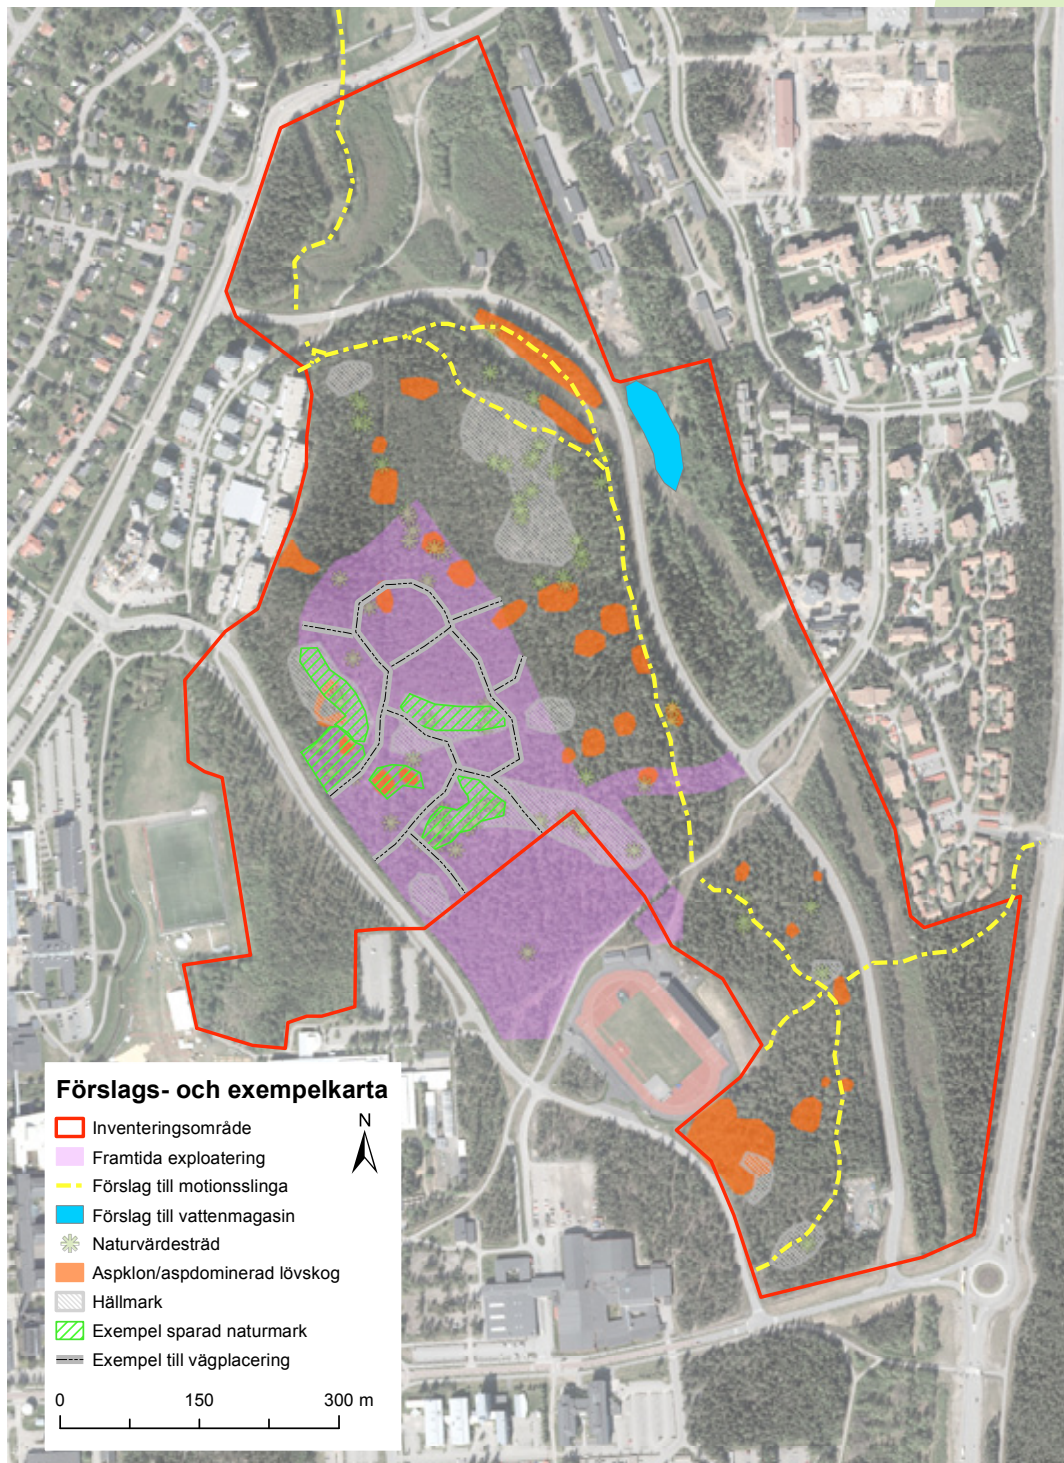 Förslags- och exempelkarta
N
Inventeringsområde
Framtida exploatering
Förslag till motionsslinga
Förslag till vattenmagasin
Naturvärdesträd
Aspklon/aspdominerad lövskog
Hällmark
Exempel sparad naturmark
Exempel till vägplacering
0 150 300 m